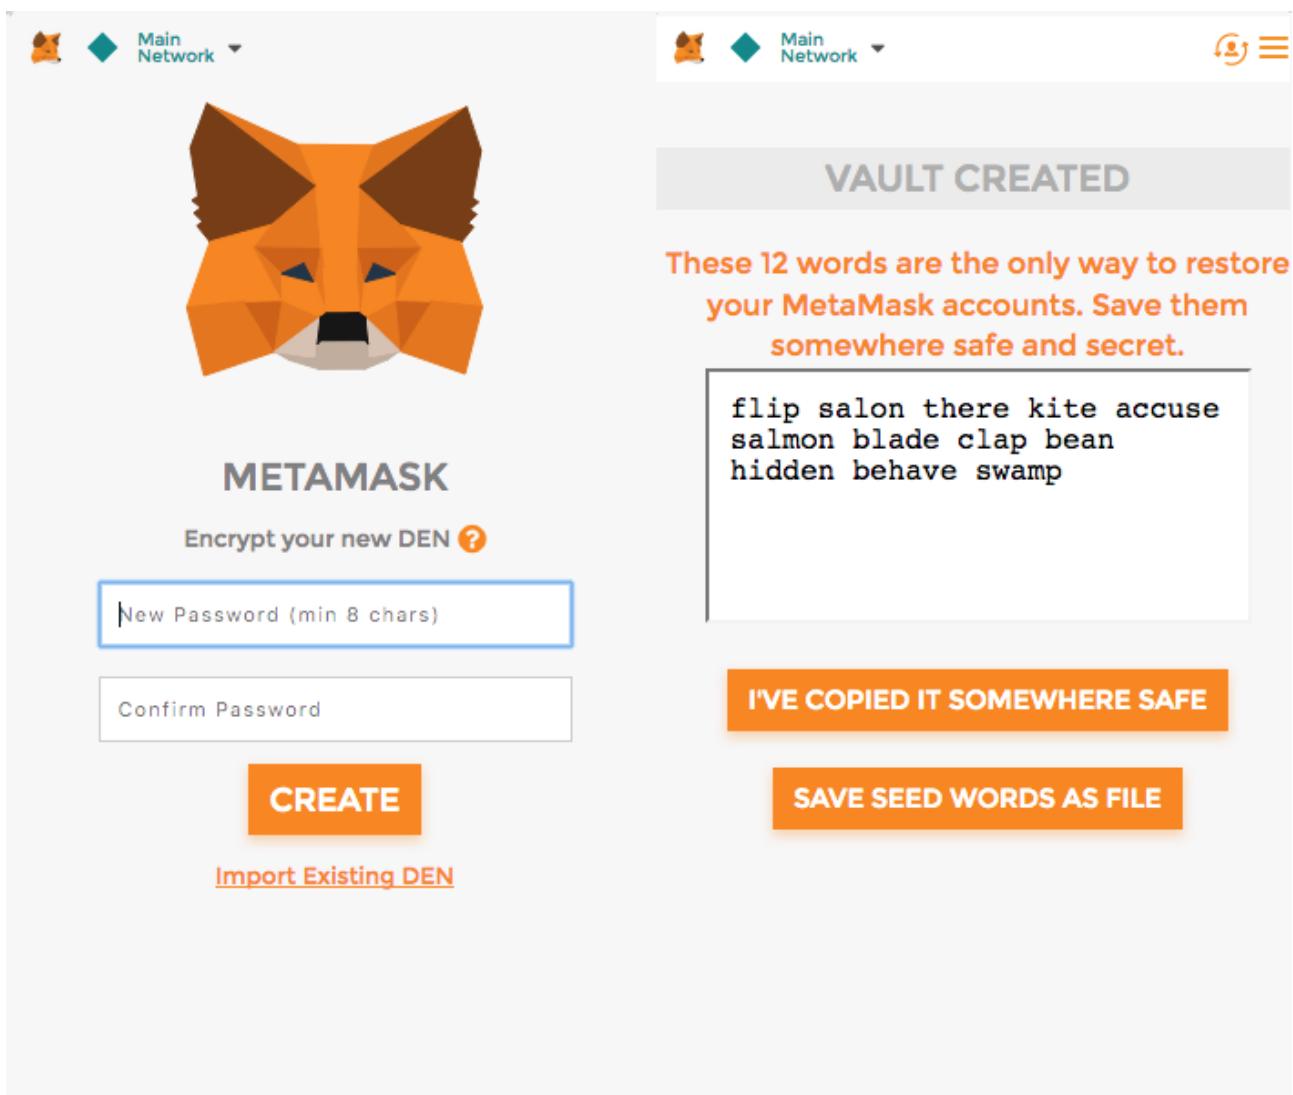 Main
Network
METAMASK
Encrypt your new DEN ?
New Password (min 8 chars)
Confirm Password
CREATE
Import Existing DEN
Main
Network
VAULT CREATED
These 12 words are the only way to restore
your MetaMask accounts. Save them
somewhere safe and secret.
flip salon there kite accuse
salmon blade clap bean
hidden behave swamp
I'VE COPIED IT SOMEWHERE SAFE
SAVE SEED WORDS AS FILE